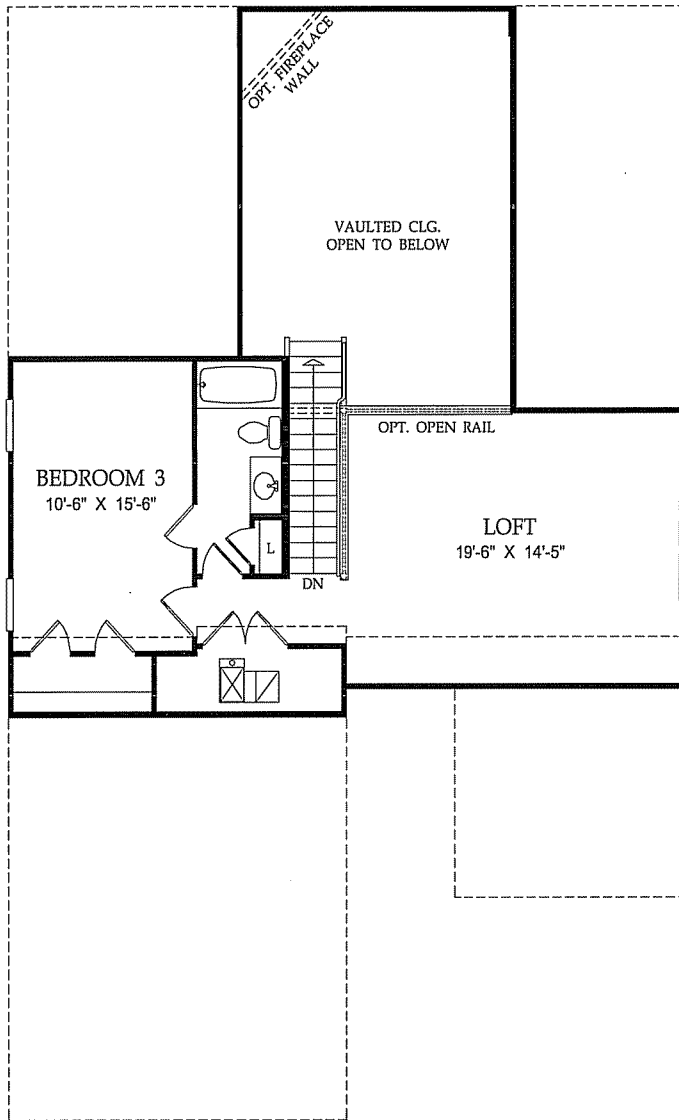 OPT. FIREPLACE
WALL
VAULTED CLG.
OPEN TO BELOW
OPT. OPEN RAIL
BEDROOM 3
10'-6" X 15'-6"
LOFT
19'-6" X 14'-5"
L
DN